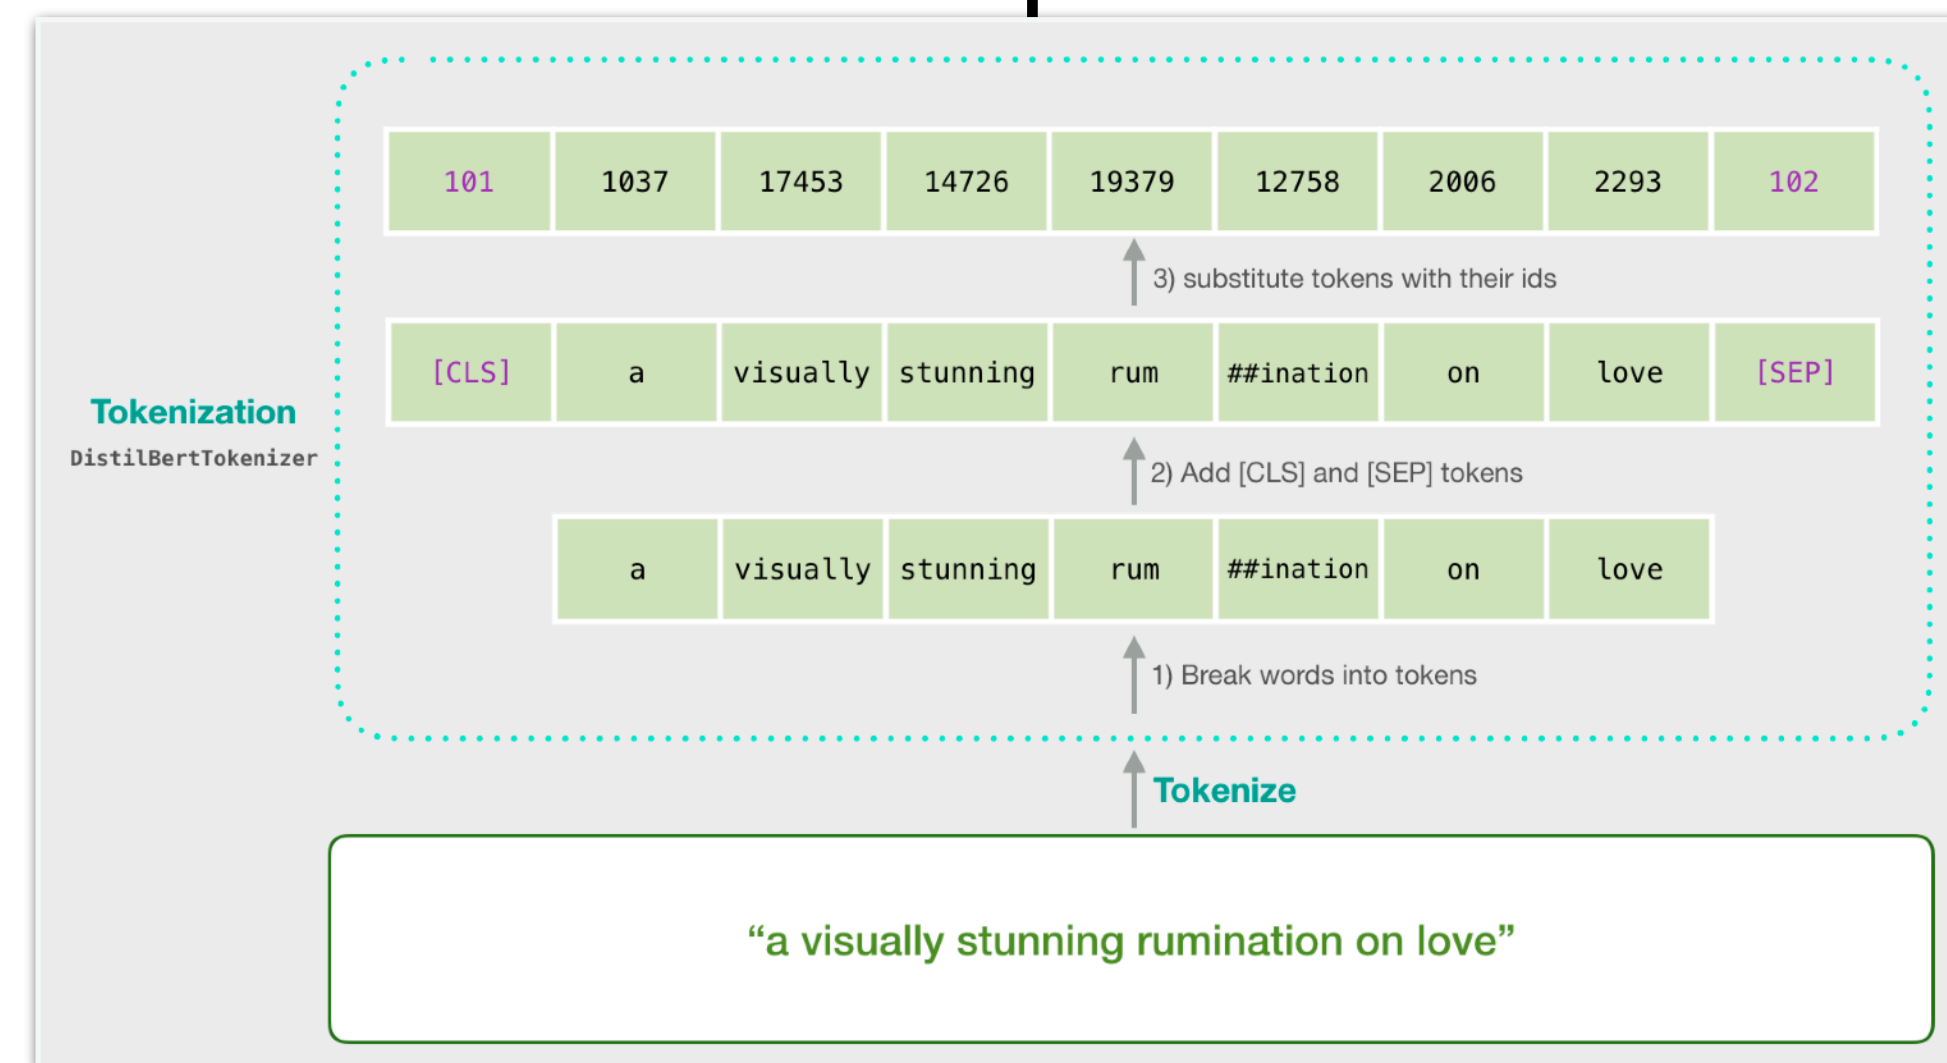 101 1037 17453 14726 19379 12758 2006 2293 102
3) substitute tokens with their ids
[CLS] a visually stunning rum ##ination on love [SEP]
Tokenization
DistilBertTokenizer
2) Add [CLS] and [SEP] tokens
a visually stunning rum ##ination on love
1) Break words into tokens
Tokenize
“a visually stunning rumination on love”